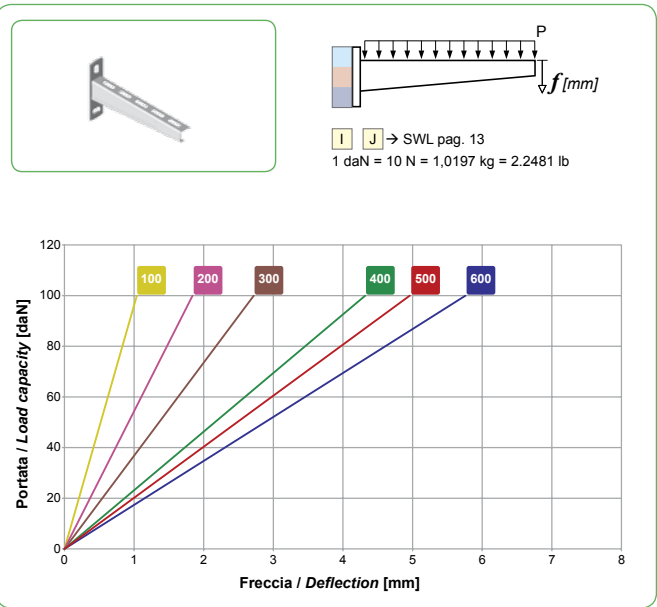 P
f [mm]
I J → SWL pag. 13
1 daN = 10 N = 1,0197 kg = 2.2481 lb
Portata / Load capacity [daN]
120
100
80
60
40
20
0
100 200 300 400 500 600
0 1 2 3 4 5 6 7 8
Freccia / Deflection [mm]